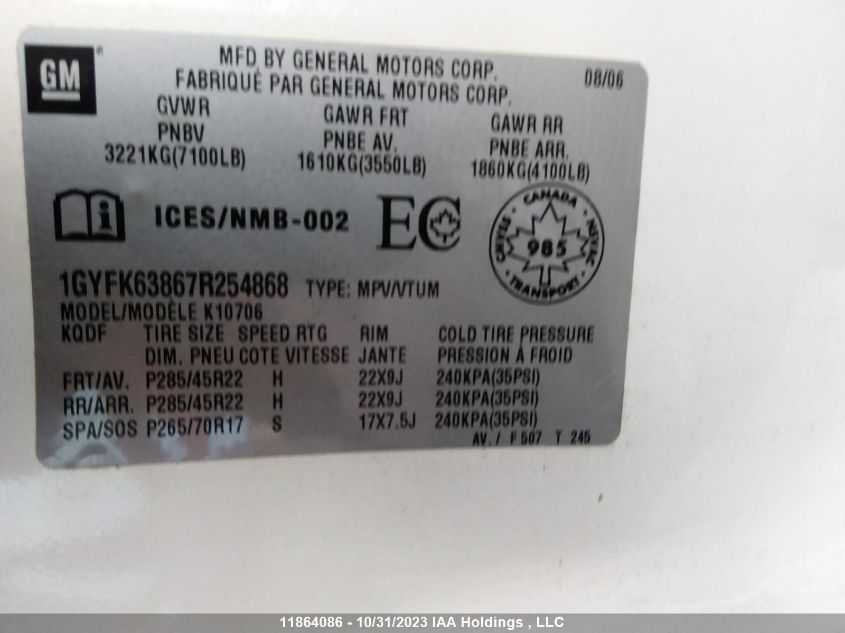 GM
MFD BY GENERAL MOTORS CORP. 08/06
FABRIQUÉ PAR GENERAL MOTORS CORP.
GVWR GAWR FRT GAWR RR
PNBV PNBE AV. PNBE ARR.
3221KG(7100LB) 1610KG(3550LB) 1860KG(4100LB)
i ICES/NMB-002 EC
CANADA
985
TRANSPORT
1GYFK63867R254868 TYPE: MPV/VTUM
MODEL/MODÈLE K10706
KQDF TIRE SIZE SPEED RTG RIM COLD TIRE PRESSURE
DIM. PNEU COTE VITESSE JANTE PRESSION À FROID
FRT/AV. P285/45R22 H 22X9J 240KPA(35PSI)
RR/ARR. P285/45R22 H 22X9J 240KPA(35PSI)
SPA/SOS P265/70R17 S 17X7.5J 240KPA(35PSI)
AV. / F 507 T 245
11864086 - 10/31/2023 IAA Holdings , LLC